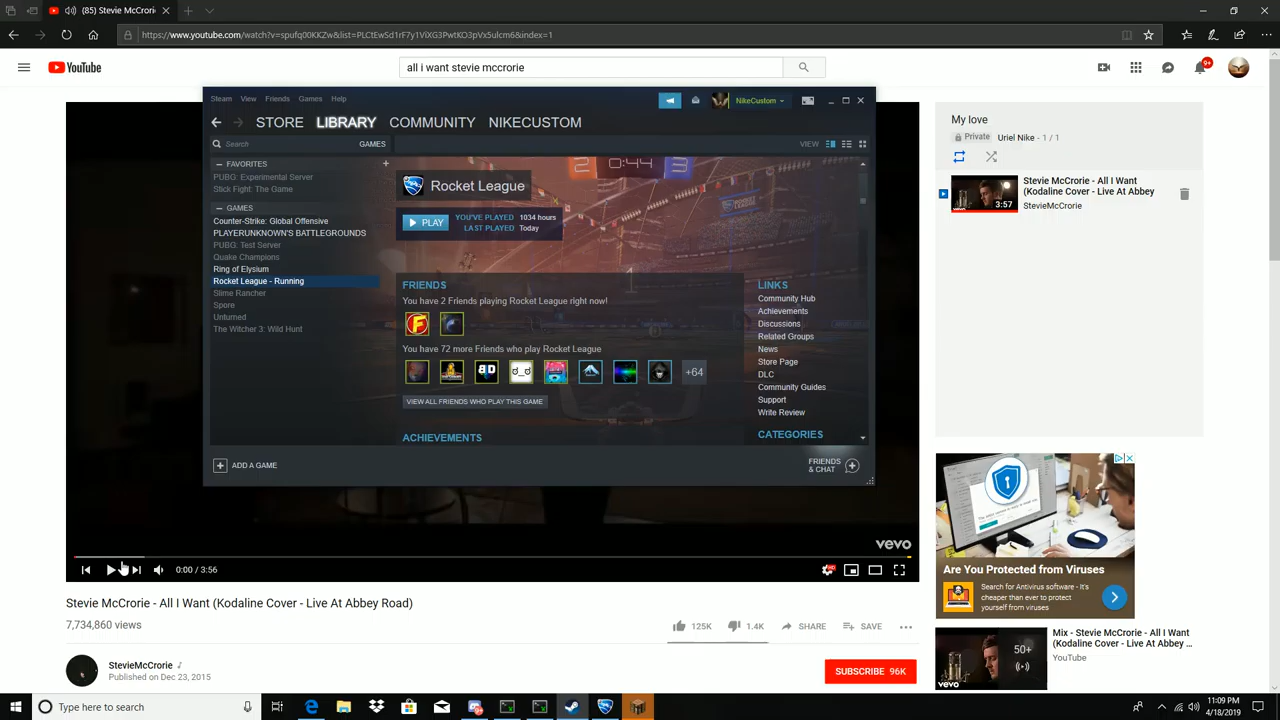 (85) Stevie McCrorie
https://www.youtube.com/watch?v=spufq00KKZw&list=PLCtEwSd1rF7y1ViXG3PwtKO3pVx5ulcm6&index=1
YouTube
all i want stevie mccrorie
9+
Steam View Friends Games Help
NikeCustom
STORE LIBRARY COMMUNITY NIKECUSTOM
Search GAMES
VIEW
FAVORITES
PUBG: Experimental Server
Stick Fight: The Game
GAMES
Counter-Strike: Global Offensive
PLAYERUNKNOWN'S BATTLEGROUNDS
PUBG: Test Server
Quake Champions
Ring of Elysium
Rocket League - Running
Slime Rancher
Spore
Unturned
The Witcher 3: Wild Hunt
0:44
Rocket League
PLAY
YOU'VE PLAYED 1034 hours
LAST PLAYED Today
FRIENDS
You have 2 Friends playing Rocket League right now!
You have 72 more Friends who play Rocket League
+64
VIEW ALL FRIENDS WHO PLAY THIS GAME
ACHIEVEMENTS
LINKS
Community Hub
Achievements
Discussions
Related Groups
News
Store Page
DLC
Community Guides
Support
Write Review
CATEGORIES
ADD A GAME
FRIENDS
& CHAT
vevo
0:00 / 3:56
HD
Stevie McCrorie - All I Want (Kodaline Cover - Live At Abbey Road)
7,734,860 views
125K 1.4K SHARE SAVE
StevieMcCrorie
Published on Dec 23, 2015
SUBSCRIBE 96K
My love
Private Uriel Nike - 1 / 1
3:57
vevo
Stevie McCrorie - All I Want
(Kodaline Cover - Live At Abbey
StevieMcCrorie
Are You Protected from Viruses
Search for Antivirus software - It's
cheaper than ever to protect
yourself from viruses
50+
vevo
Mix - Stevie McCrorie - All I Want
(Kodaline Cover - Live At Abbey ...
YouTube
Type here to search
11:09 PM
4/18/2019